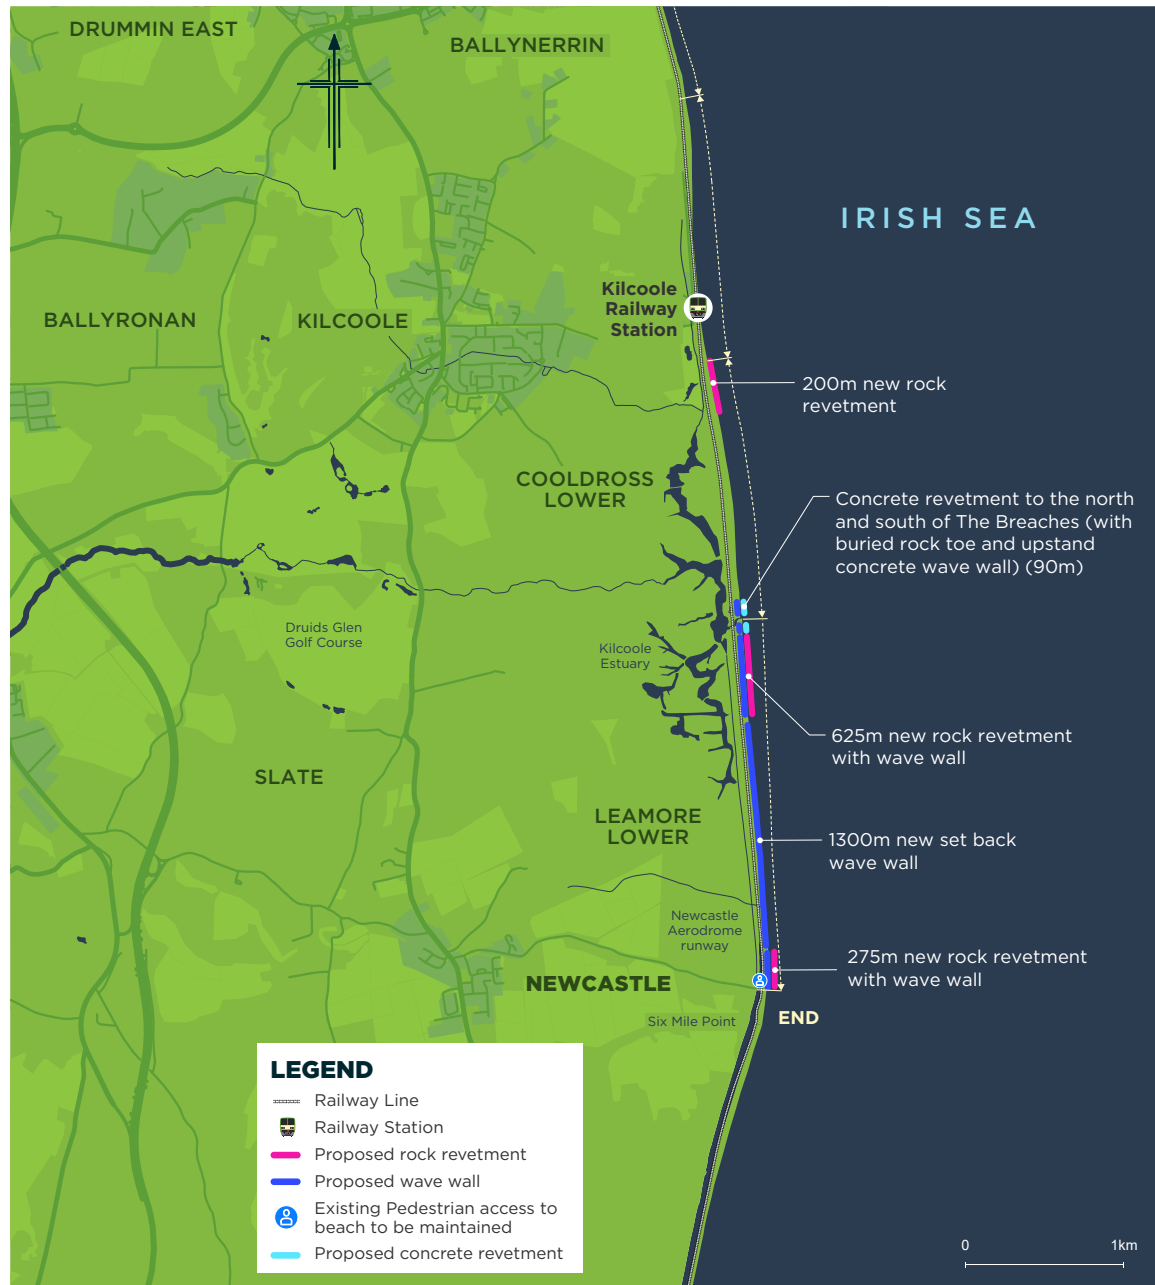 DRUMMIN EAST
BALLYNERRIN
IRISH SEA
Kilcoole
Railway
Station
BALLYRONAN
KILCOOLE
200m new rock
revetment
COOLDROSS
LOWER
Concrete revetment to the north
and south of The Breaches (with
buried rock toe and upstand
concrete wave wall) (90m)
Druids Glen
Golf Course
Kilcoole
Estuary
625m new rock revetment
with wave wall
SLATE
LEAMORE
LOWER
1300m new set back
wave wall
Newcastle
Aerodrome
runway
275m new rock revetment
with wave wall
NEWCASTLE
Six Mile Point
END
LEGEND
Railway Line
Railway Station
Proposed rock revetment
Proposed wave wall
Existing Pedestrian access to
beach to be maintained
Proposed concrete revetment
0 1km